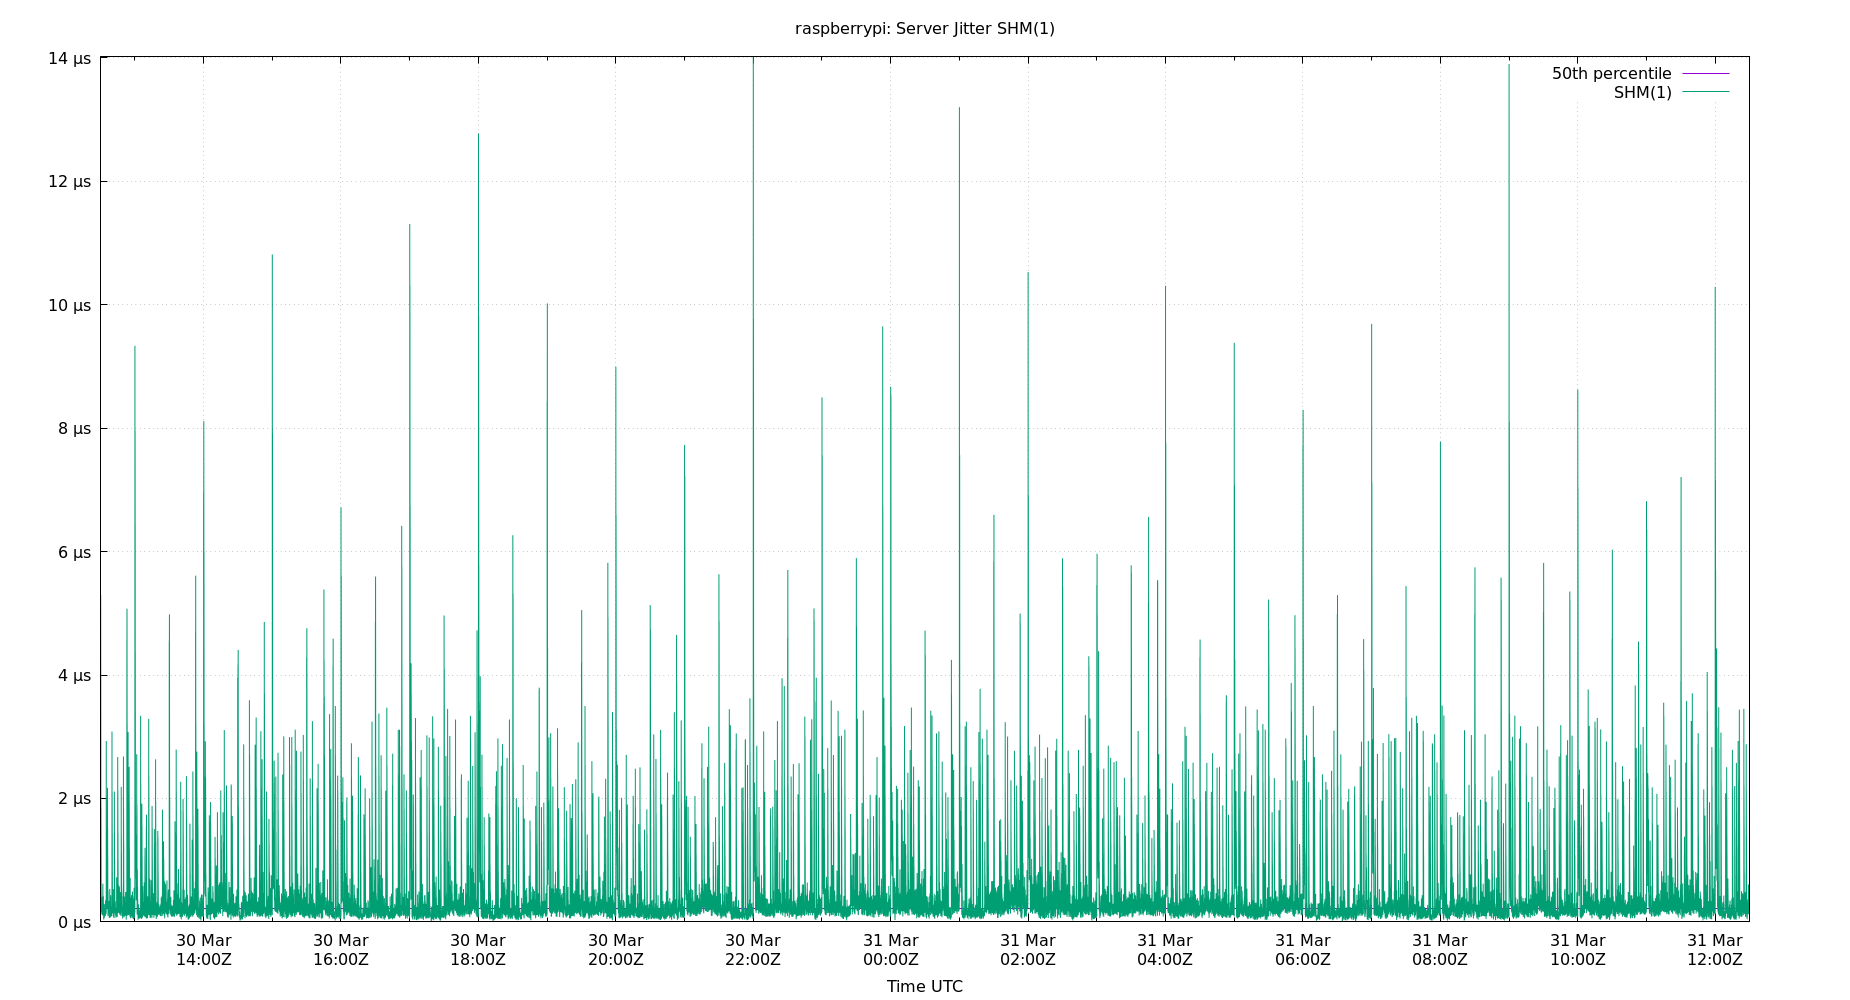 raspberrypi: Server Jitter SHM(1)
14 µs
12 µs
10 µs
8 µs
6 µs
4 µs
2 µs
0 µs
50th percentile
SHM(1)
30 Mar 14:00Z
30 Mar 16:00Z
30 Mar 18:00Z
30 Mar 20:00Z
30 Mar 22:00Z
31 Mar 00:00Z
31 Mar 02:00Z
31 Mar 04:00Z
31 Mar 06:00Z
31 Mar 08:00Z
31 Mar 10:00Z
31 Mar 12:00Z
Time UTC